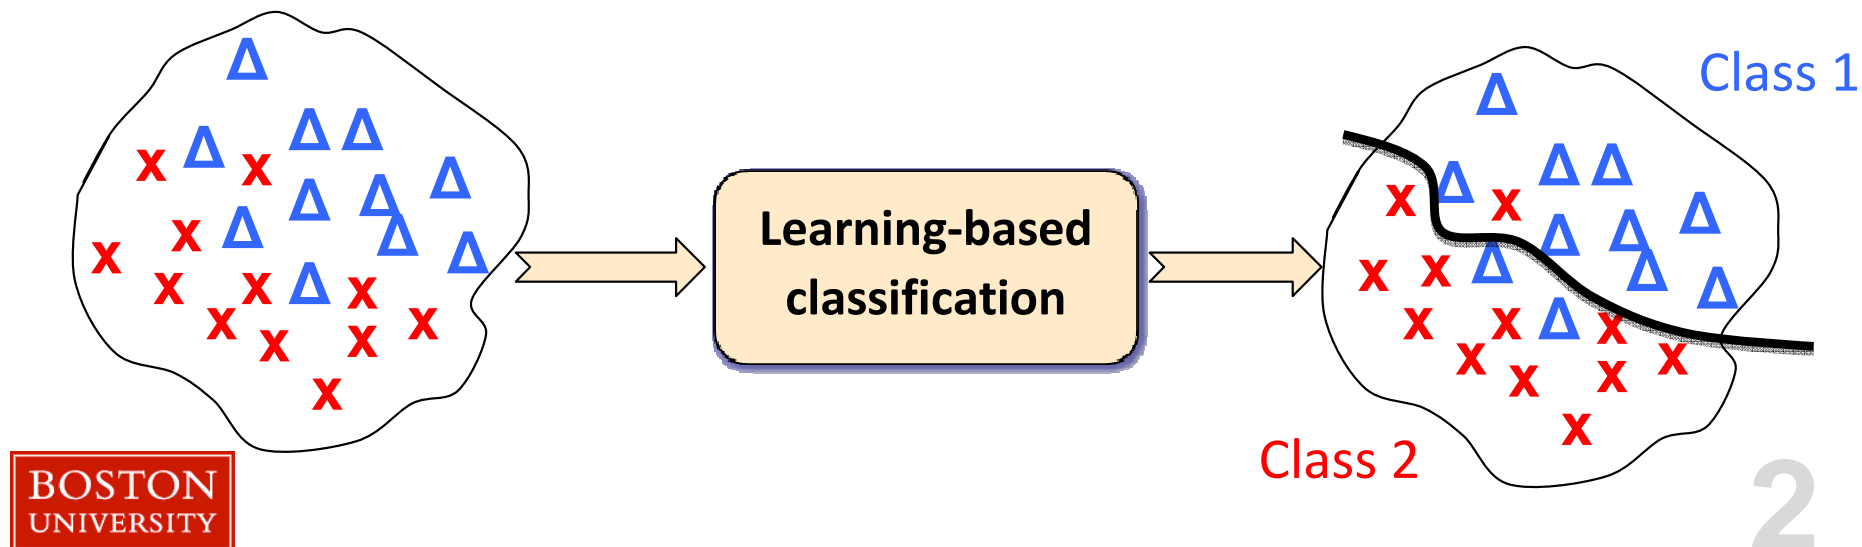 Class 1
Learning-based
classification
Class 2
BOSTON
UNIVERSITY
2